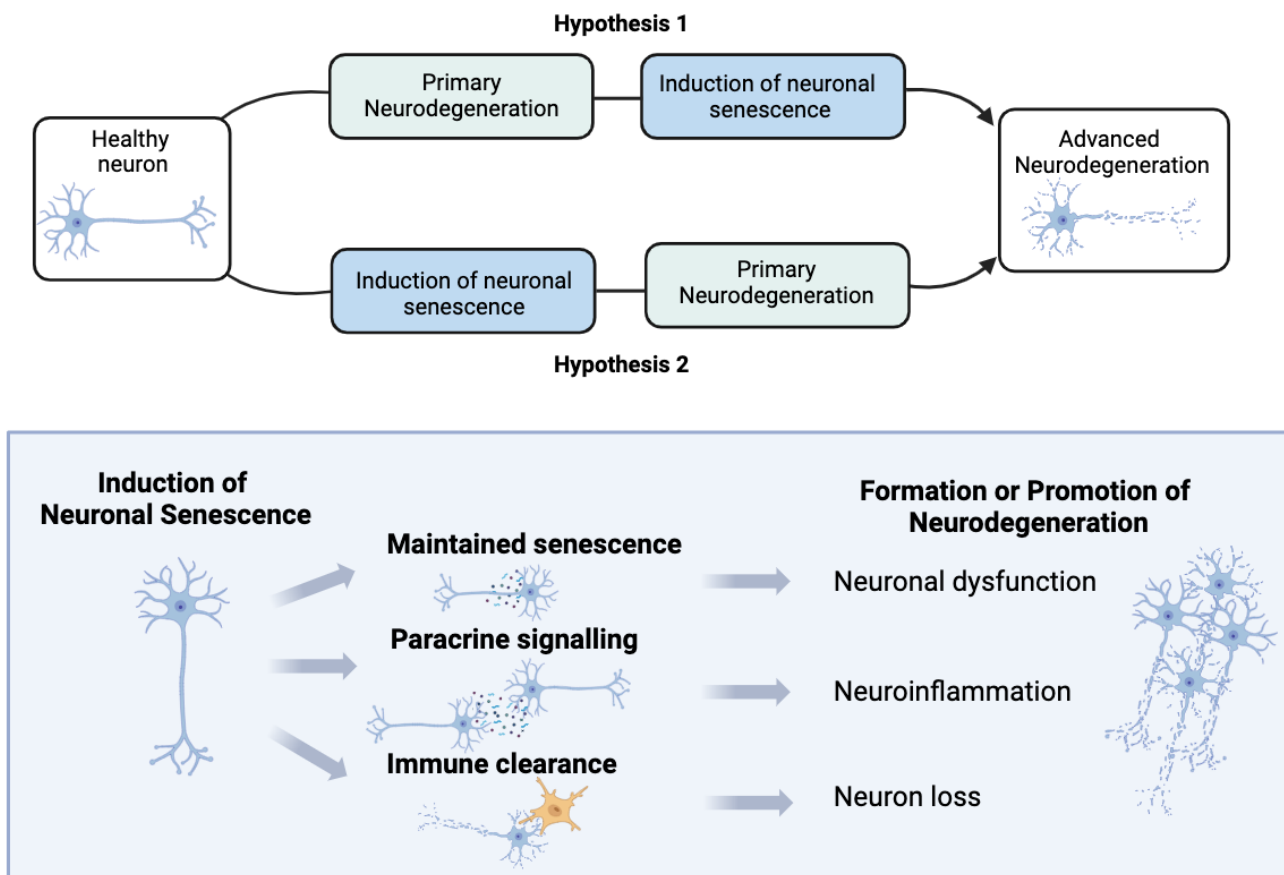 Hypothesis 1
Primary
Neurodegeneration
Induction of neuronal
senescence
Healthy
neuron
Advanced
Neurodegeneration
Induction of neuronal
senescence
Primary
Neurodegeneration
Hypothesis 2
Induction of
Neuronal Senescence
Formation or Promotion of
Neurodegeneration
Maintained senescence
Neuronal dysfunction
Paracrine signalling
Neuroinflammation
Immune clearance
Neuron loss